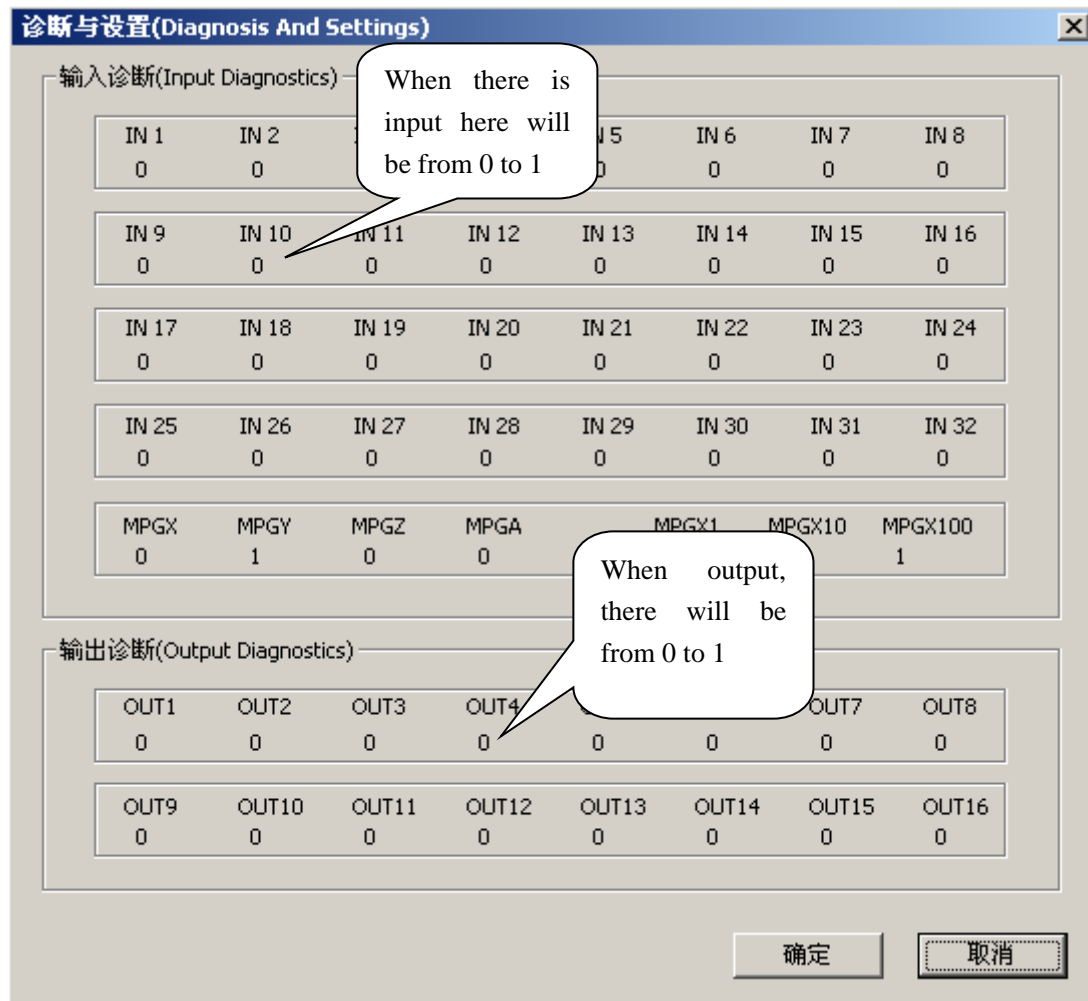 诊断与设置(Diagnosis And Settings)
输入诊断(Input Diagnostics)
When there is
input here will
be from 0 to 1
IN 1 IN 2 IN 6 IN 7 IN 8
0 0 0 0 0
IN 9 IN 10 IN 11 IN 12 IN 13 IN 14 IN 15 IN 16
0 0 0 0 0 0 0 0
IN 17 IN 18 IN 19 IN 20 IN 21 IN 22 IN 23 IN 24
0 0 0 0 0 0 0 0
IN 25 IN 26 IN 27 IN 28 IN 29 IN 30 IN 31 IN 32
0 0 0 0 0 0 0 0
MPGX MPGY MPGZ MPGA MPGX1 MPGX10 MPGX100
0 1 0 0 1
When output,
there will be
from 0 to 1
输出诊断(Output Diagnostics)
OUT1 OUT2 OUT3 OUT4 OUT7 OUT8
0 0 0 0 0 0 0 0
OUT9 OUT10 OUT11 OUT12 OUT13 OUT14 OUT15 OUT16
0 0 0 0 0 0 0 0
确定 取消